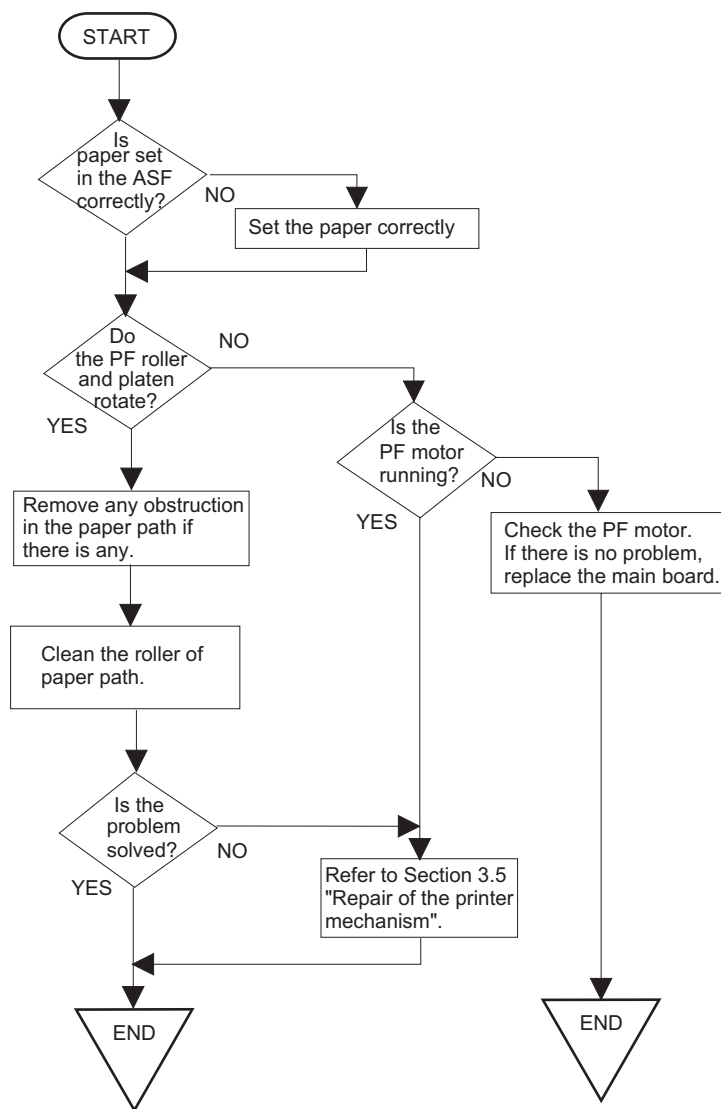 START
Is
paper set
in the ASF
correctly?
NO
Set the paper correctly
Do
the PF roller
and platen
rotate?
NO
YES
Is the
PF motor
running?
NO
YES
Remove any obstruction
in the paper path if
there is any.
Check the PF motor.
If there is no problem,
replace the main board.
Clean the roller of
paper path.
Is the
problem
solved?
NO
YES
Refer to Section 3.5
"Repair of the printer
mechanism".
END
END